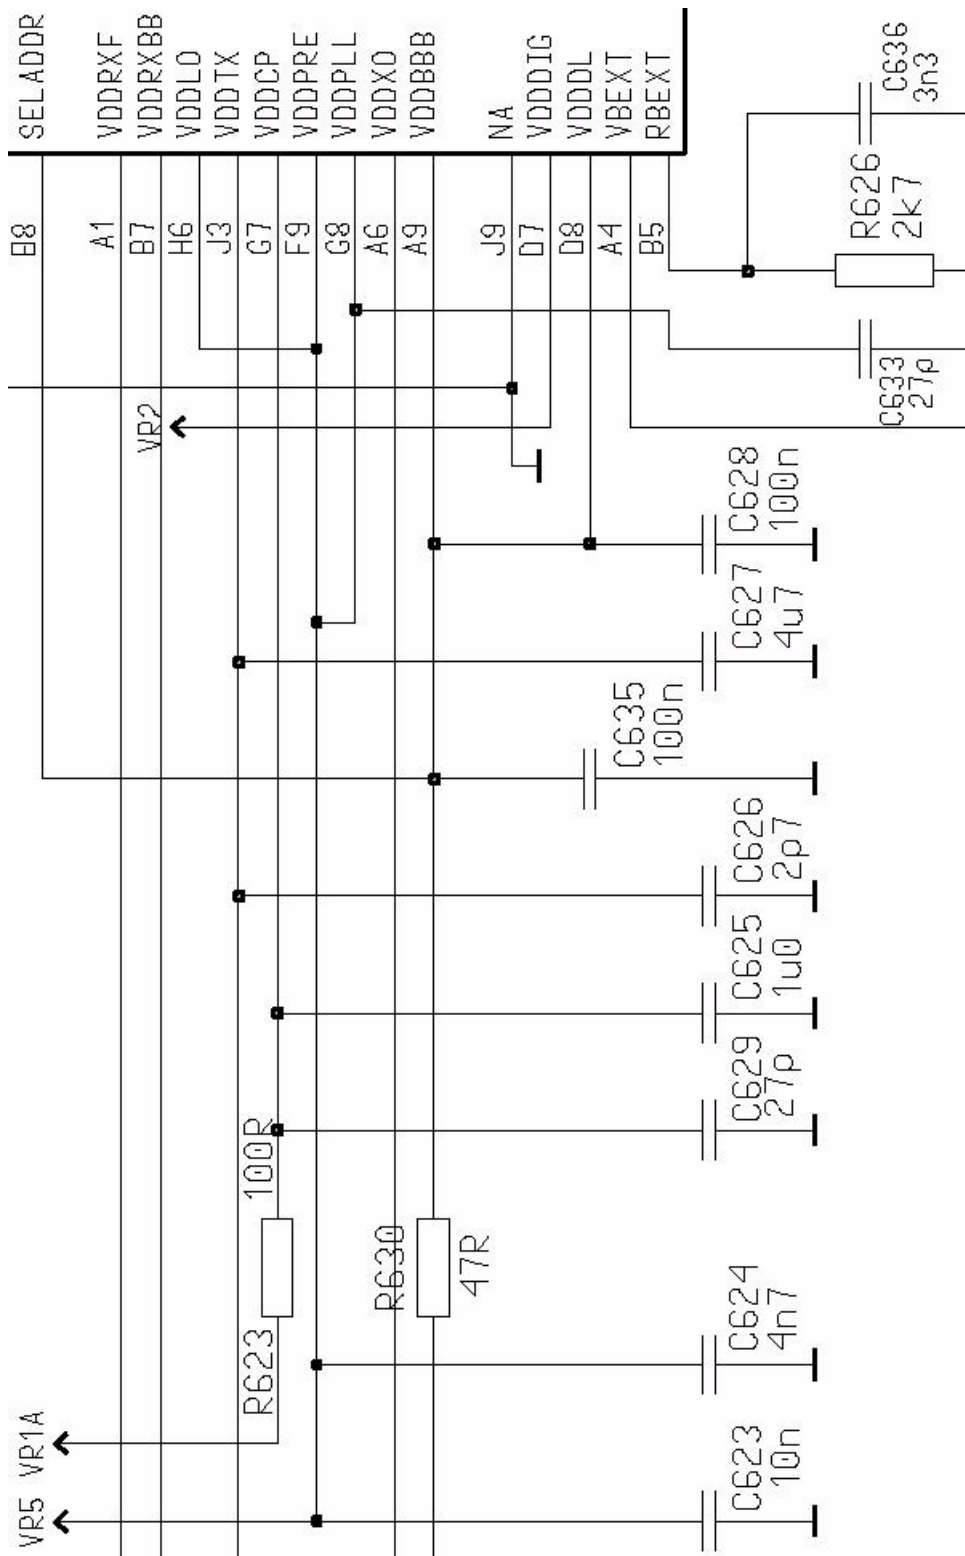 SELADDR
VDDRXF
VDDRXBB
VDDLO
VDDTX
VDDCP
VDDPRE
VDDPLL
VDDXO
VDDBBB
NA
VDDDIG
VDDDL
VBEXT
RBEXT
B8
A1
B7
H6
J3
G7
F9
G8
A6
A9
J9
D7
D8
A4
B5
C636
3n3
R626
2k7
C633
27p
VR2
C628
100n
C627
4u7
C635
100n
C626
2p7
C625
1u0
C629
27p
100R
R623
R630
47R
C624
4n7
VR1A
C623
10n
VR5